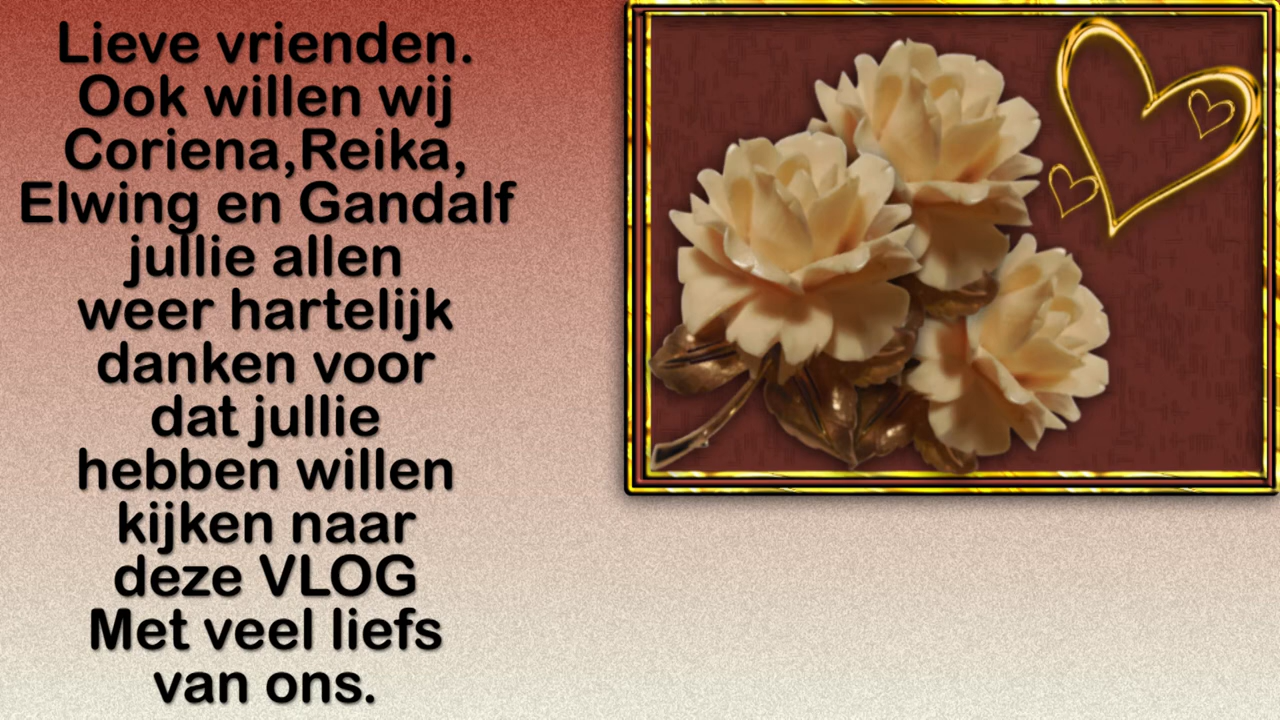 Lieve vrienden.
Ook willen wij
Coriena,Reika,
Elwing en Gandalf
jullie allen
weer hartelijk
danken voor
dat jullie
hebben willen
kijken naar
deze VLOG
Met veel liefs
van ons.